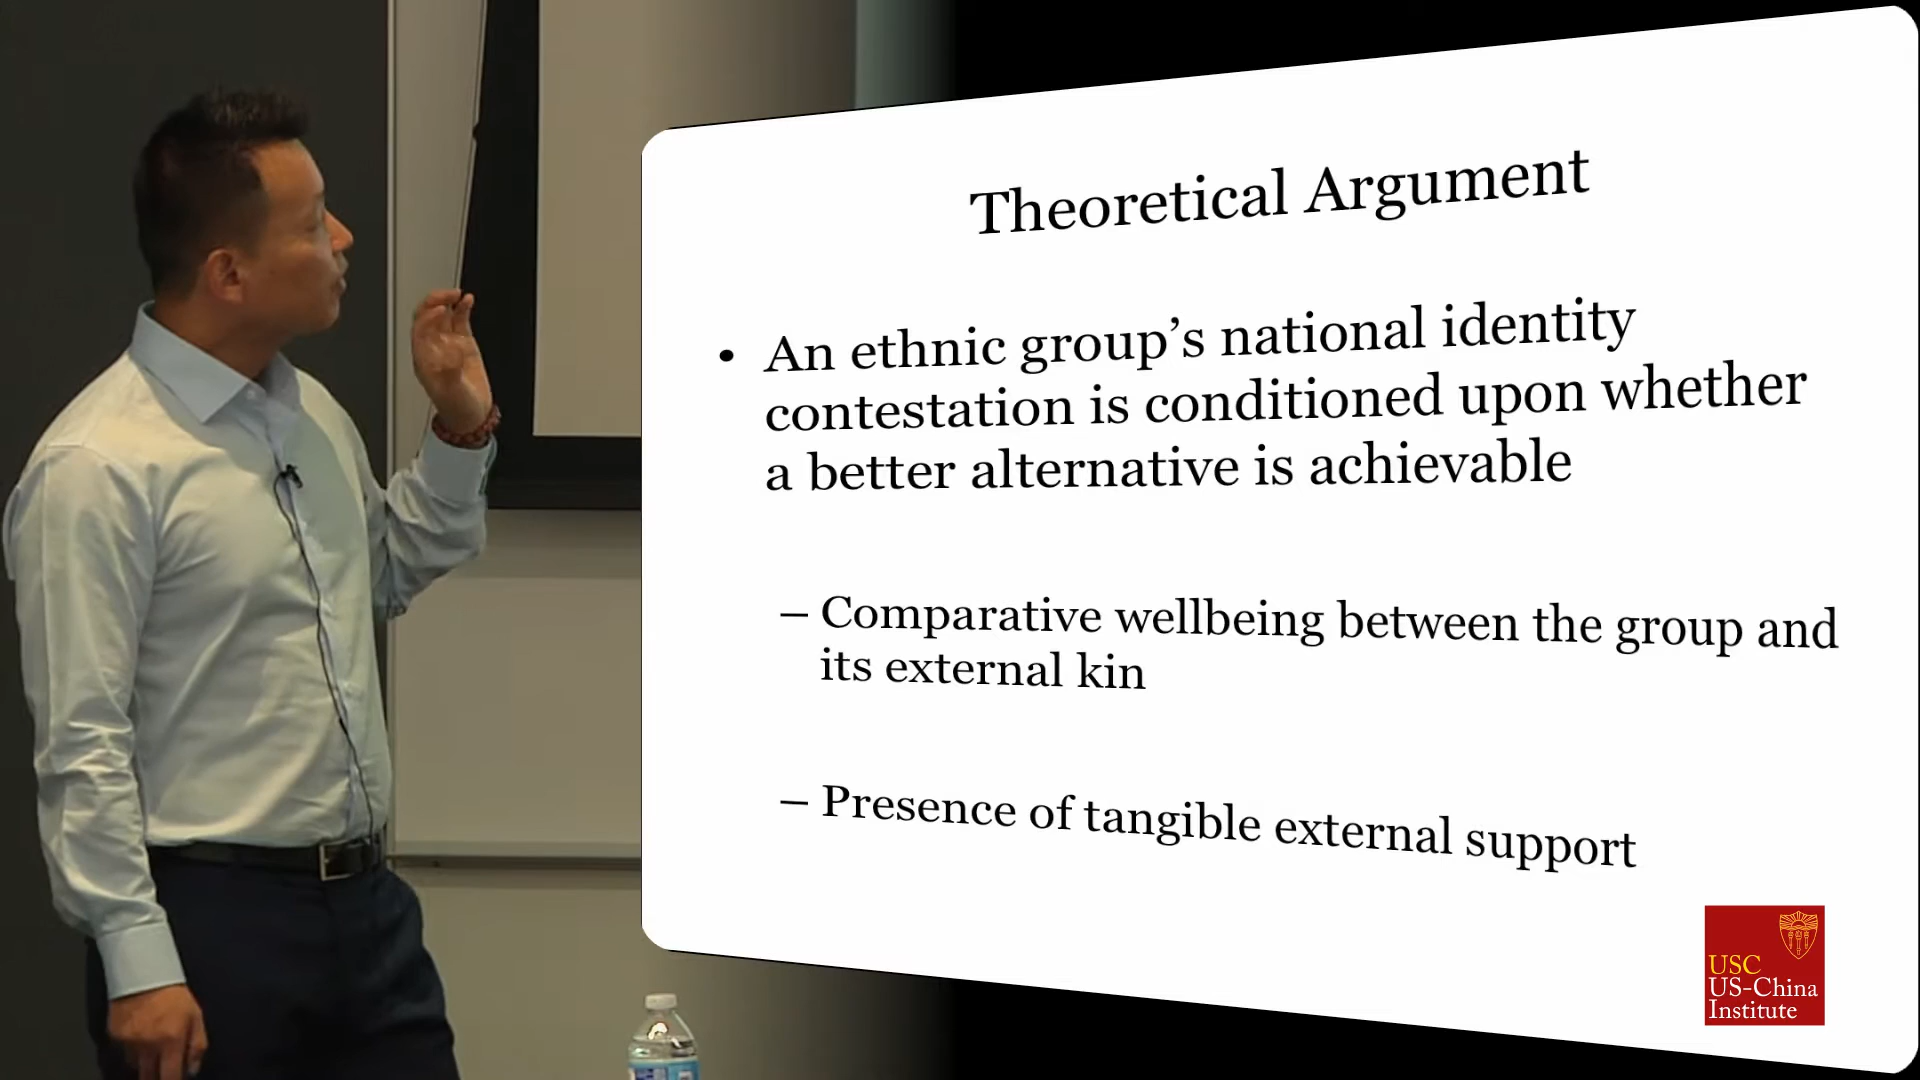 Theoretical Argument
• An ethnic group’s national identity
contestation is conditioned upon whether
a better alternative is achievable
– Comparative wellbeing between the group and
its external kin
– Presence of tangible external support
USC
US-China
Institute